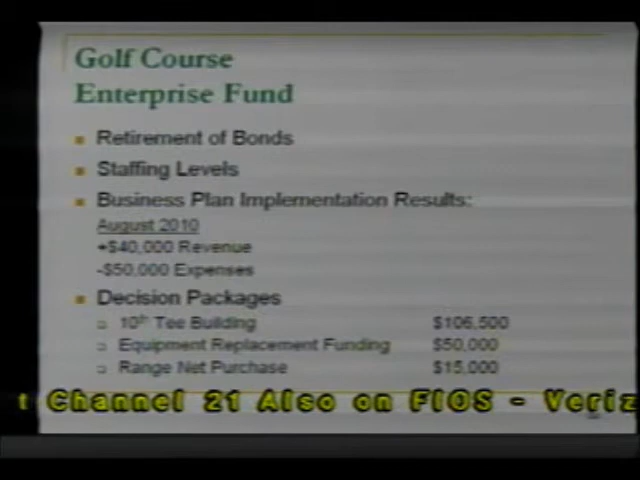 Golf Course
Enterprise Fund
Retirement of Bonds
Staffing Levels
Business Plan Implementation Results:
August 2010
+$40,000 Revenue
-$50,000 Expenses
Decision Packages
10th Tee Building $106,500
Equipment Replacement Funding $50,000
Range Net Purchase $15,000
t Channel 21 Also on FIOS - Veriz